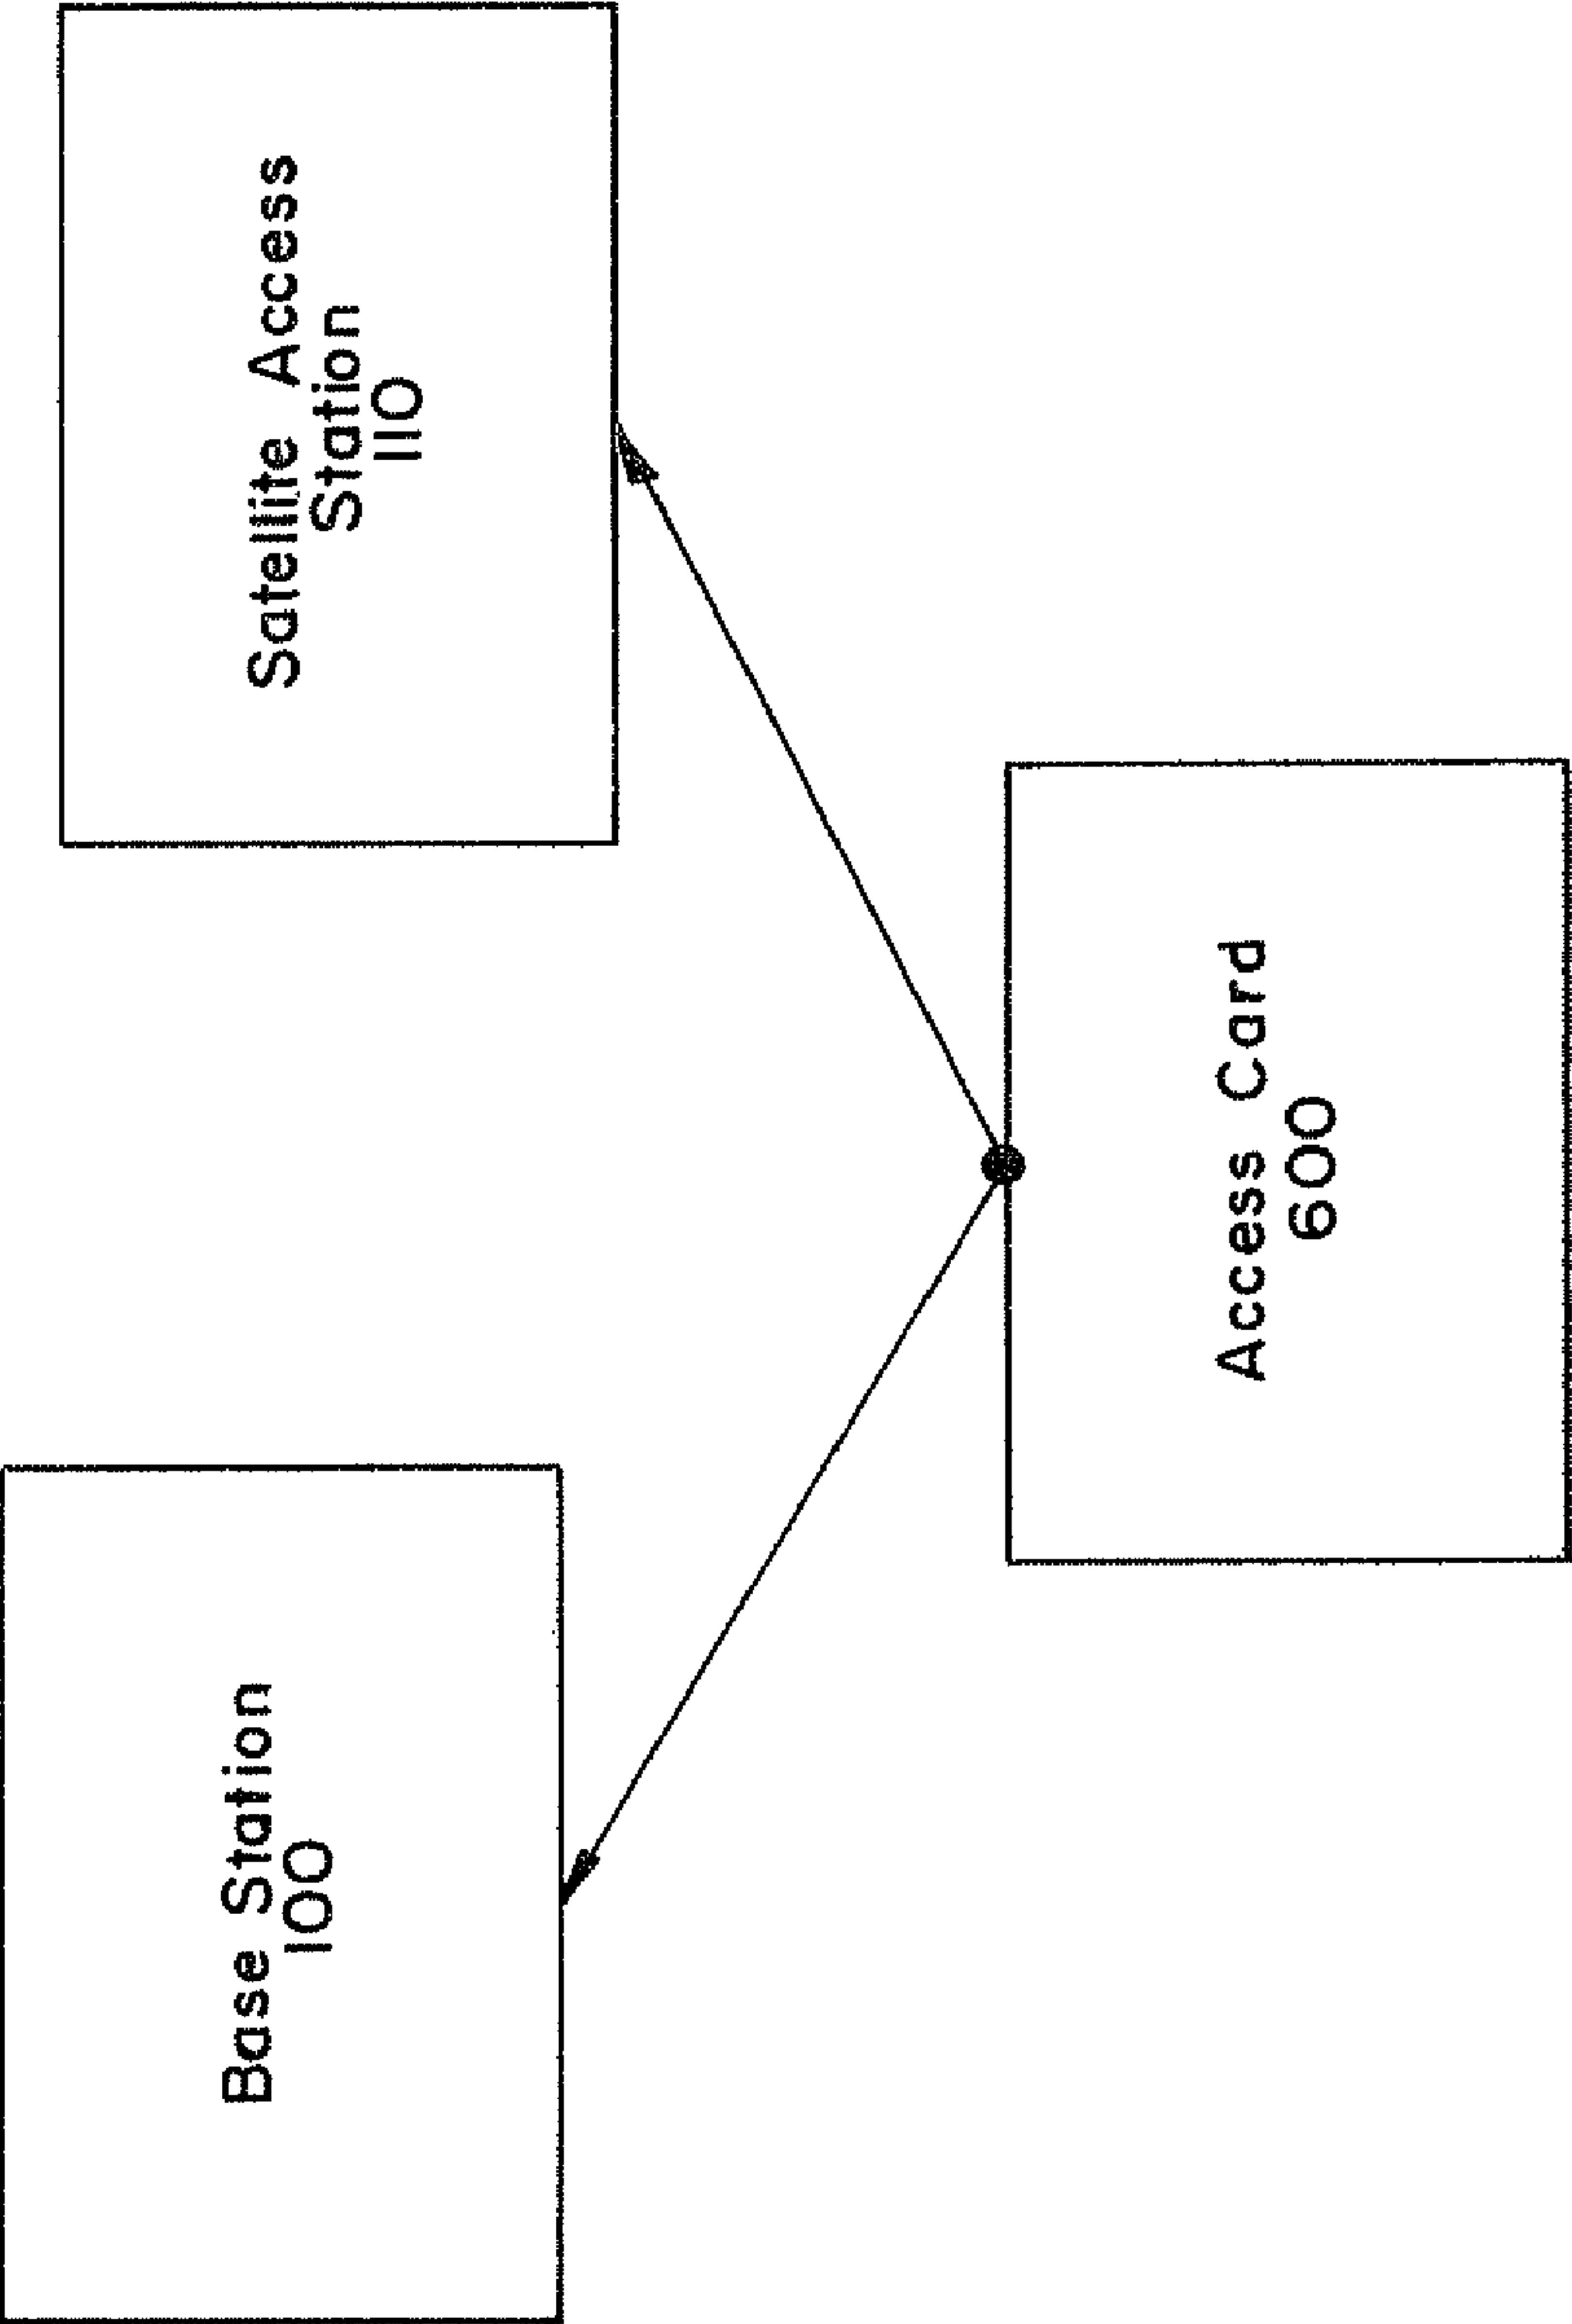 Base Station
100
Satellite Access
Station
110
Access Card
600